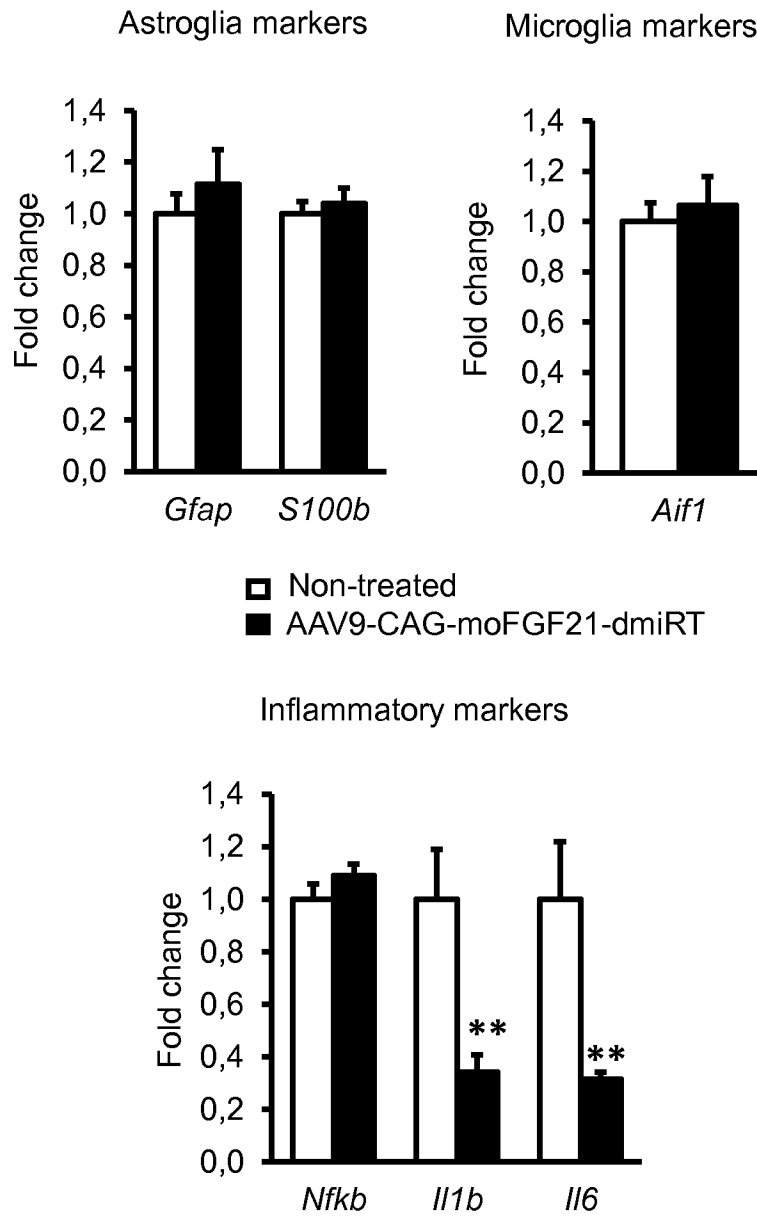 Astroglia markers
Microglia markers
1,4
1,2
1,0
0,8
0,6
0,4
0,2
0,0
Fold change
Gfap S100b
1,4
1,2
1,0
0,8
0,6
0,4
0,2
0,0
Fold change
Aif1
Non-treated
AAV9-CAG-moFGF21-dmiRT
Inflammatory markers
1,4
1,2
1,0
0,8
0,6
0,4
0,2
0,0
Fold change
**
**
Nfkb Il1b Il6